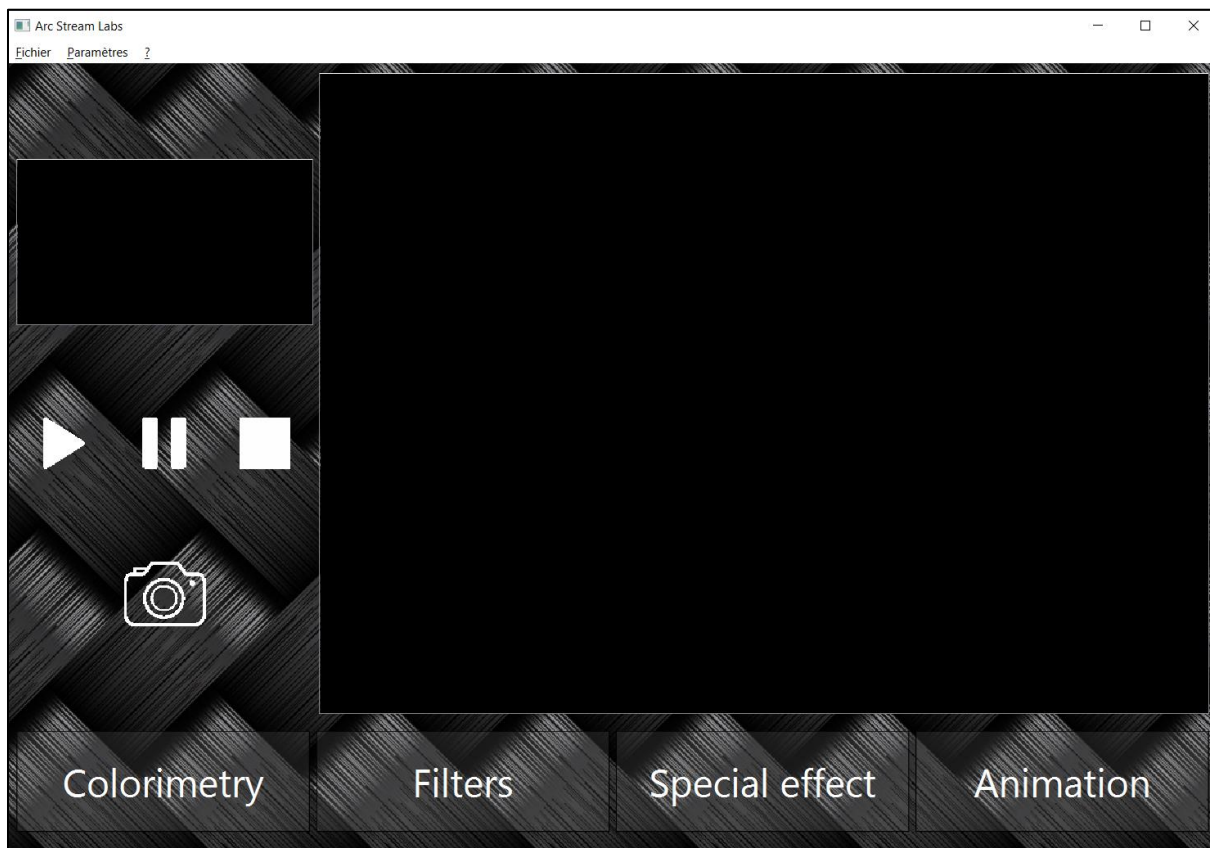 Arc Stream Labs
Fichier Paramètres ?
Colorimetry Filters Special effect Animation